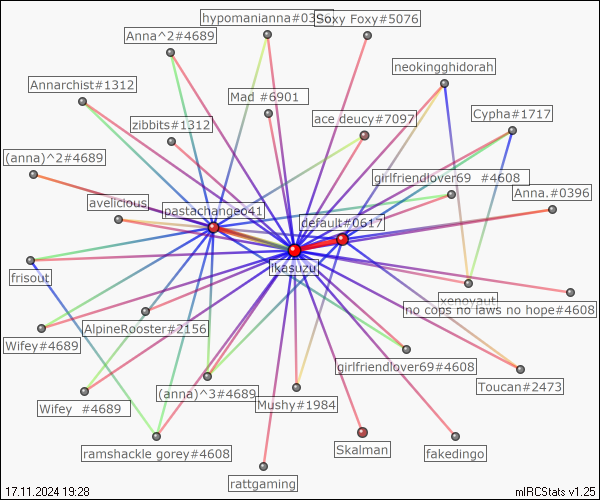 hypomanianna#0396
Soxy Foxy#5076
Anna^2#4689
neokingghidorah
Annarchist#1312
Mad #6901
Cypha#1717
ace deucy#7097
zibbits#1312
(anna)^2#4689
girlfriendlover69 #4608
Anna.#0396
avelicious
pastachangeo41
default#0617
Ikasuzu
frisout
xenoyaut
no cops no laws no hope#4608
AlpineRooster#2156
Wifey#4689
girlfriendlover69#4608
Toucan#2473
(anna)^3#4689
Mushy#1984
Wifey #4689
ramshackle gorey#4608
Skalman
fakedingo
rattgaming
17.11.2024 19:28
mIRCStats v1.25